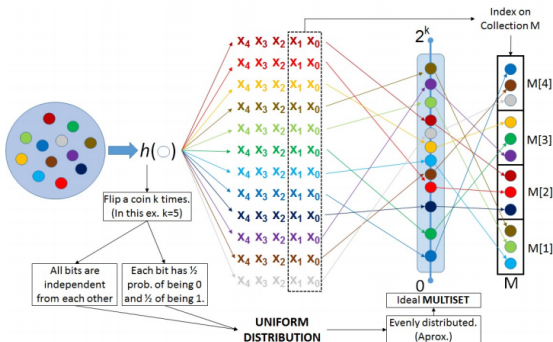 Index on
Collection M
2^k
X₄ X₃ X₂ X₁ X₀
X₄ X₃ X₂ X₁ X₀
X₄ X₃ X₂ X₁ X₀
X₄ X₃ X₂ X₁ X₀
X₄ X₃ X₂ X₁ X₀
X₄ X₃ X₂ X₁ X₀
X₄ X₃ X₂ X₁ X₀
X₄ X₃ X₂ X₁ X₀
X₄ X₃ X₂ X₁ X₀
X₄ X₃ X₂ X₁ X₀
X₄ X₃ X₂ X₁ X₀
X₄ X₃ X₂ X₁ X₀
h( )
M[4]
M[3]
M[2]
M[1]
M
0
Flip a coin k times.
(In this ex. k=5)
All bits are
independent
from each other
Each bit has ½
prob. of being 0
and ½ of being 1.
UNIFORM
DISTRIBUTION
Ideal MULTISET
Evenly distributed.
(Aprox.)